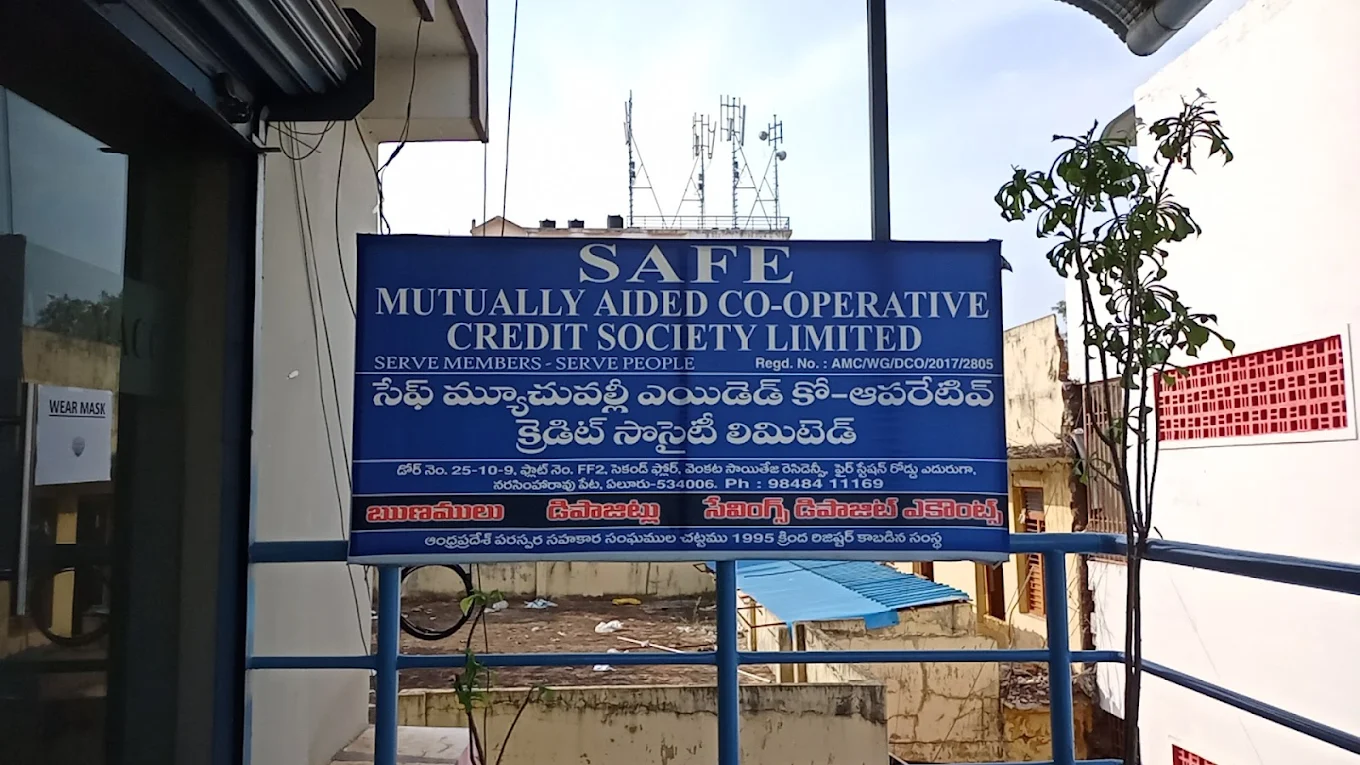 SAFE
MUTUALLY AIDED CO-OPERATIVE
CREDIT SOCIETY LIMITED
SERVE MEMBERS - SERVE PEOPLE Regd. No. : AMC/WG/DCO/2017/2805
సేఫ్ మ్యూచువల్లీ ఎయిడెడ్ కో-ఆపరేటివ్
క్రెడిట్ సొసైటీ లిమిటెడ్
డోర్ నెం. 25-10-9, ఫ్లాట్ నెం. FF2, సెకండ్ ఫ్లోర్, వెంకట సాయితేజ రెసిడెన్సీ, ఫైర్ స్టేషన్ రోడ్డు ఎదురుగా,
నరసింహారావు పేట, ఏలూరు-534006. Ph : 98484 11169
ఋణములు డిపాజిట్లు సేవింగ్స్ డిపాజిట్ ఎకౌంట్స్
ఆంధ్రప్రదేశ్ పరస్పర సహకార సంఘముల చట్టము 1995 క్రింద రిజిష్టర్ కాబడిన సంస్థ
WEAR MASK